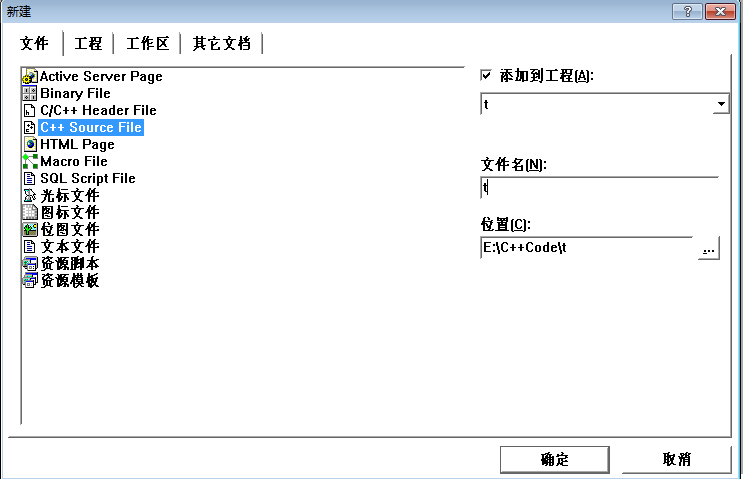 新建
文件 工程 工作区 其它文档
Active Server Page
Binary File
C/C++ Header File
C++ Source File
HTML Page
Macro File
SQL Script File
光标文件
图标文件
位图文件
文本文件
资源脚本
资源模板
添加到工程(A):
t
文件名(N):
t
位置(C):
E:\C++Code\t
...
确定 取消